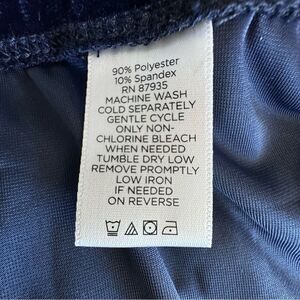 90% Polyester
10% Spandex
RN 87935
MACHINE WASH
COLD SEPARATELY
GENTLE CYCLE
ONLY NON-
CHLORINE BLEACH
WHEN NEEDED
TUMBLE DRY LOW
REMOVE PROMPTLY
LOW IRON
IF NEEDED
ON REVERSE